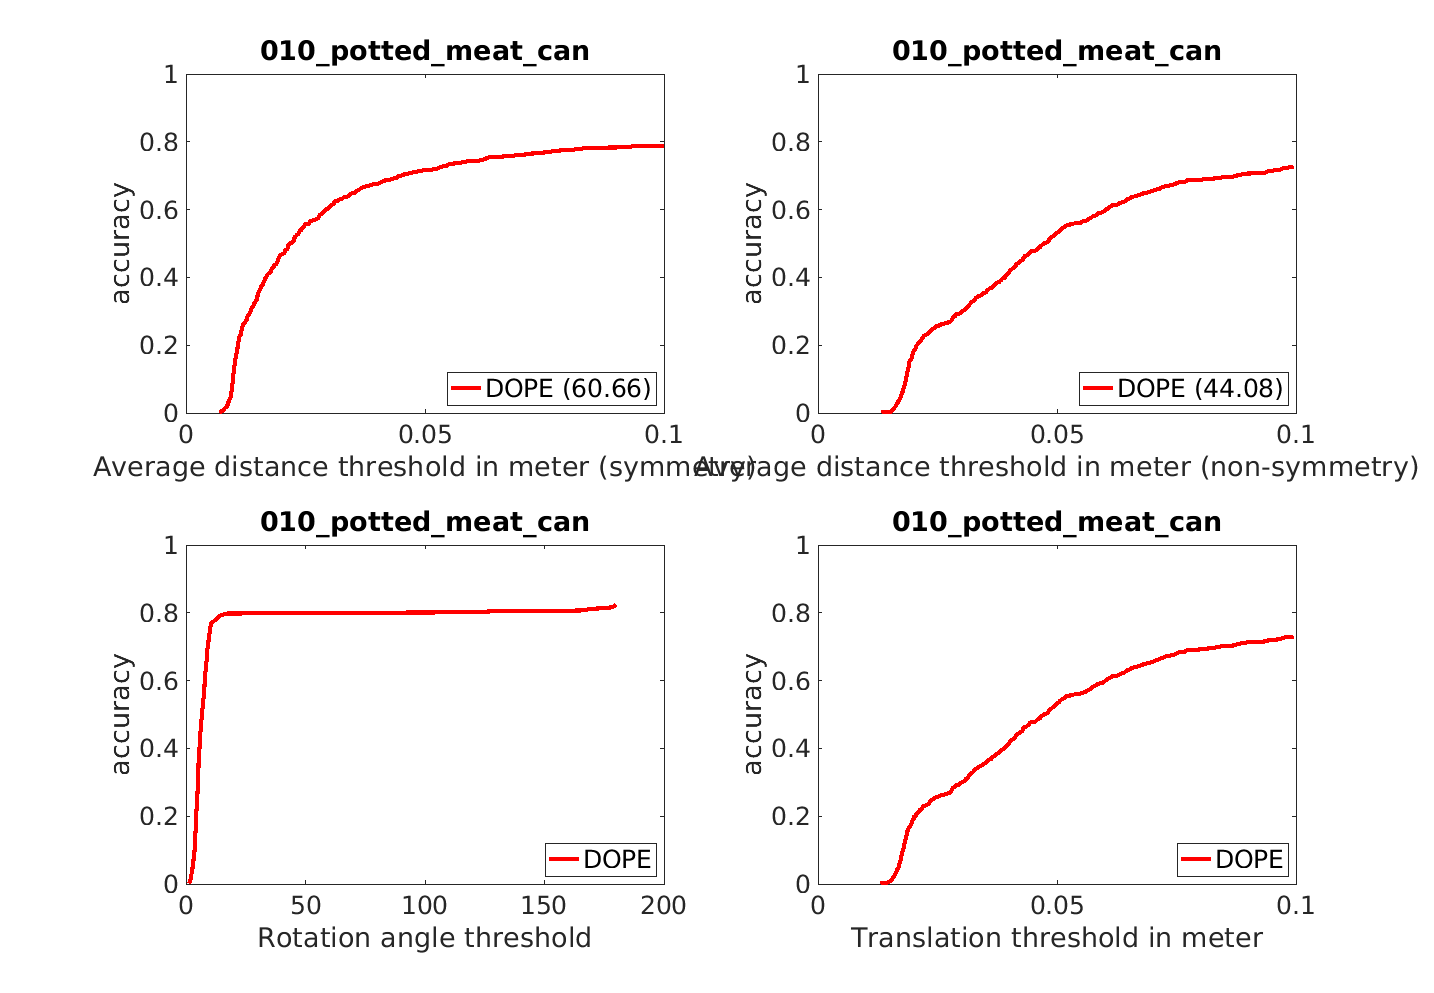 010_potted_meat_can
1
0.8
0.6
0.4
0.2
0
accuracy
DOPE (60.66)
0
0.05
0.1
Average distance threshold in meter (symmetry)
010_potted_meat_can
1
0.8
0.6
0.4
0.2
0
accuracy
DOPE (44.08)
0
0.05
0.1
Average distance threshold in meter (non-symmetry)
010_potted_meat_can
1
0.8
0.6
0.4
0.2
0
accuracy
DOPE
0
50
100
150
200
Rotation angle threshold
010_potted_meat_can
1
0.8
0.6
0.4
0.2
0
accuracy
DOPE
0
0.05
0.1
Translation threshold in meter